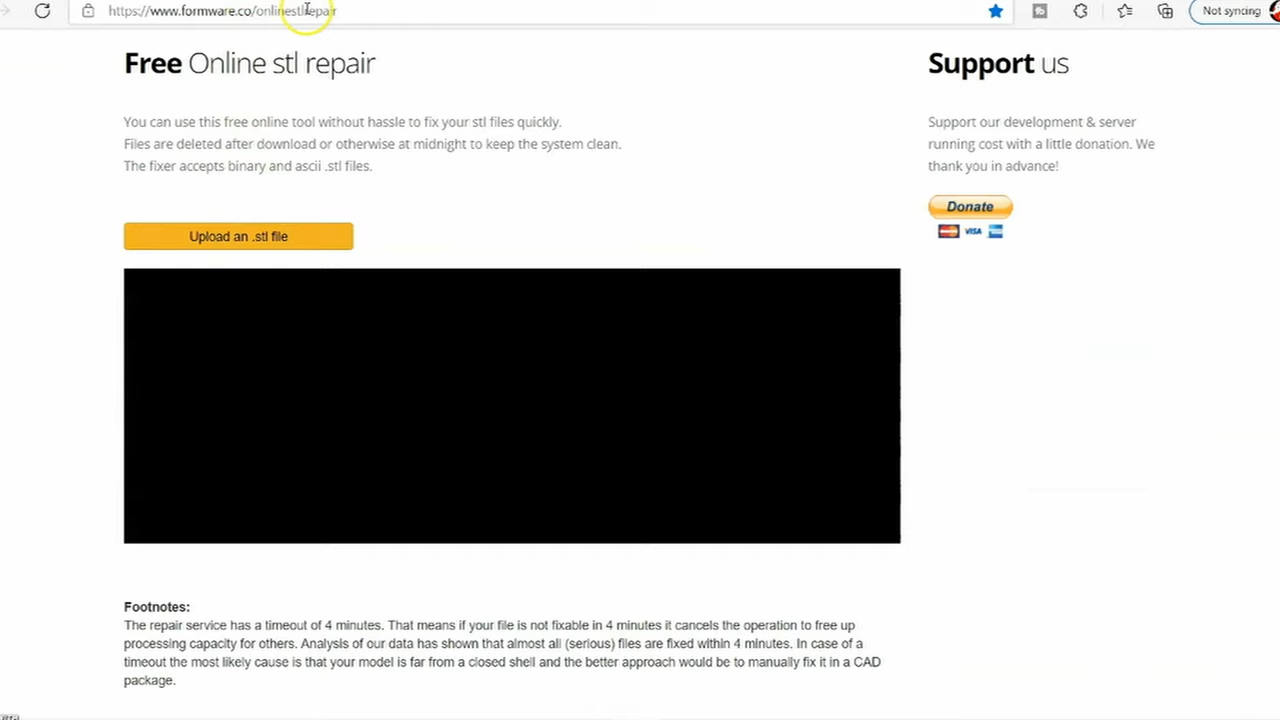 https://www.formware.co/onlinestlrepair
Not syncing
Free Online stl repair
You can use this free online tool without hassle to fix your stl files quickly.
Files are deleted after download or otherwise at midnight to keep the system clean.
The fixer accepts binary and ascii .stl files.
Upload an .stl file
Support us
Support our development & server
running cost with a little donation. We
thank you in advance!
Donate
VISA
Footnotes:
The repair service has a timeout of 4 minutes. That means if your file is not fixable in 4 minutes it cancels the operation to free up
processing capacity for others. Analysis of our data has shown that almost all (serious) files are fixed within 4 minutes. In case of a
timeout the most likely cause is that your model is far from a closed shell and the better approach would be to manually fix it in a CAD
package.